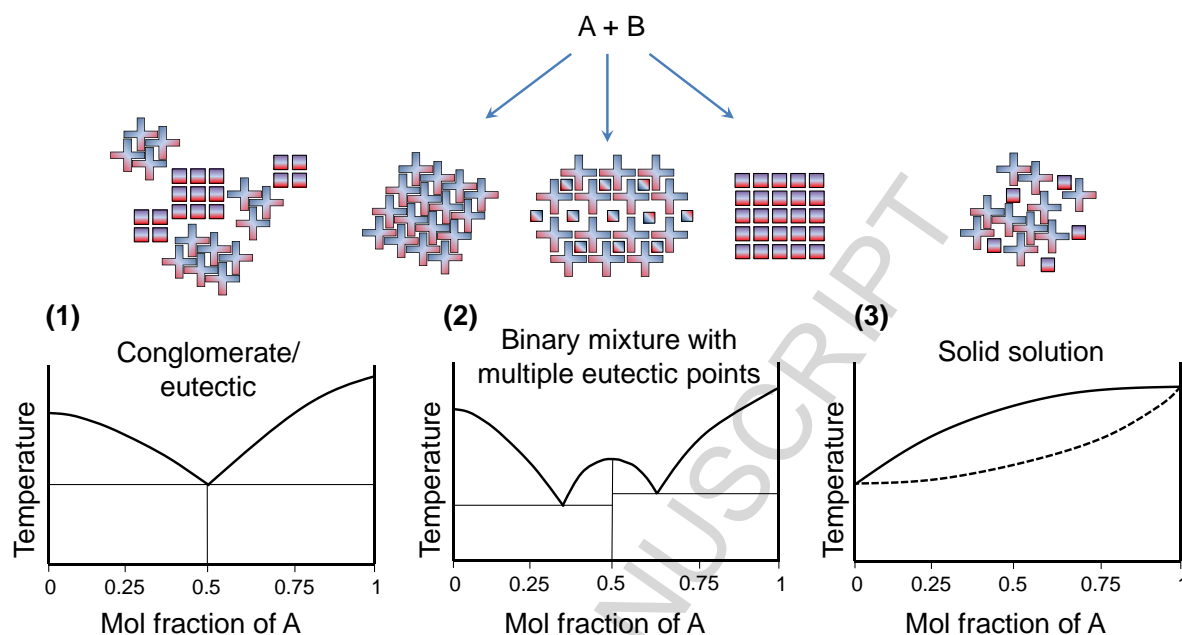 A + B
(1)
Conglomerate/
eutectic
Temperature
0
0.25
0.5
0.75
1
Mol fraction of A
(2)
Binary mixture with
multiple eutectic points
Temperature
0
0.25
0.5
0.75
1
Mol fraction of A
(3)
Solid solution
Temperature
0
0.25
0.5
0.75
1
Mol fraction of A
NUSCRIPT